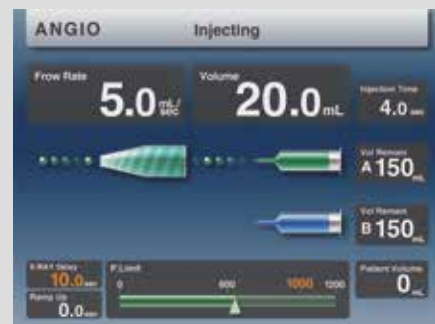 ANGIO Injecting
Frow Rate
5.0 mL/sec
Volume
20.0 mL
Injection Time
4.0 sec
Vol Remain
A 150 mL
Vol Remain
B 150 mL
X-RAY Delay
10.0 sec
Ramp Up
0.0 sec
P.Limit
0 600 1000 1200
Patient Volume
0 mL